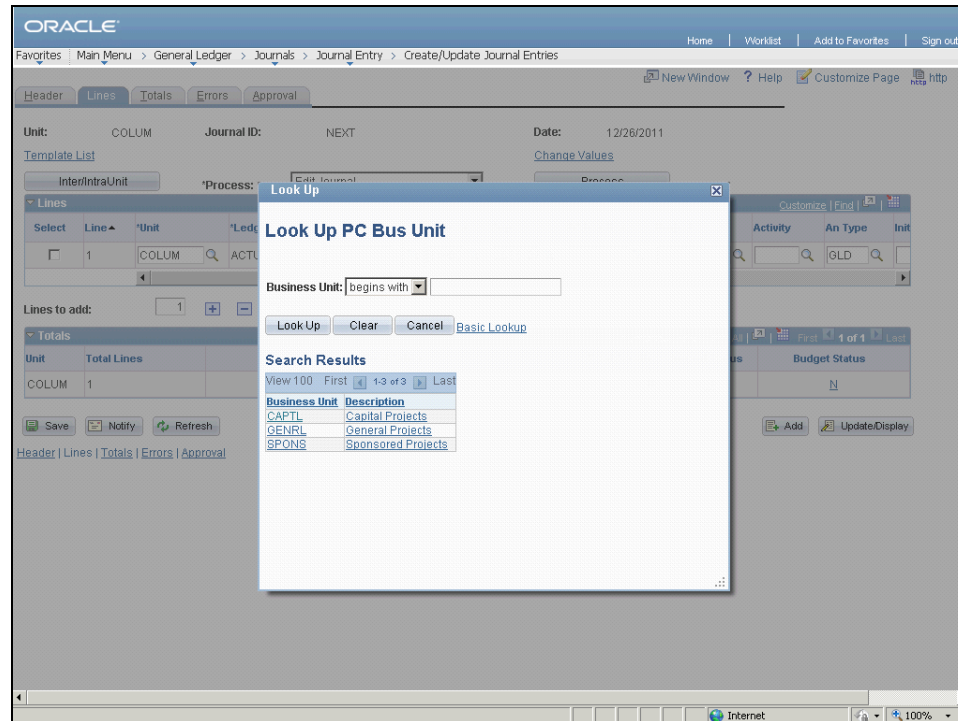 ORACLE
Home | Worklist | Add to Favorites | Sign out
Favorites Main Menu > General Ledger > Journals > Journal Entry > Create/Update Journal Entries
New Window ? Help Customize Page http
Header Lines Totals Errors Approval
Unit: COLUM Journal ID: NEXT Date: 12/26/2011
Template List Change Values
Inter/IntraUnit *Process: Edit Journal Process
Lines Customize | Find |
Select Line *Unit *Ledg Activity An Type Init
1 COLUM ACTU GLD
Lines to add: 1
Totals First 1 of 1 Last
Unit Total Lines us Budget Status
COLUM 1 N
Save Notify Refresh Add Update/Display
Header | Lines | Totals | Errors | Approval
Look Up
Look Up PC Bus Unit
Business Unit: begins with
Look Up Clear Cancel Basic Lookup
Search Results
View 100 First 1-3 of 3 Last
Business Unit Description
CAPTL Capital Projects
GENRL General Projects
SPONS Sponsored Projects
Internet 100%